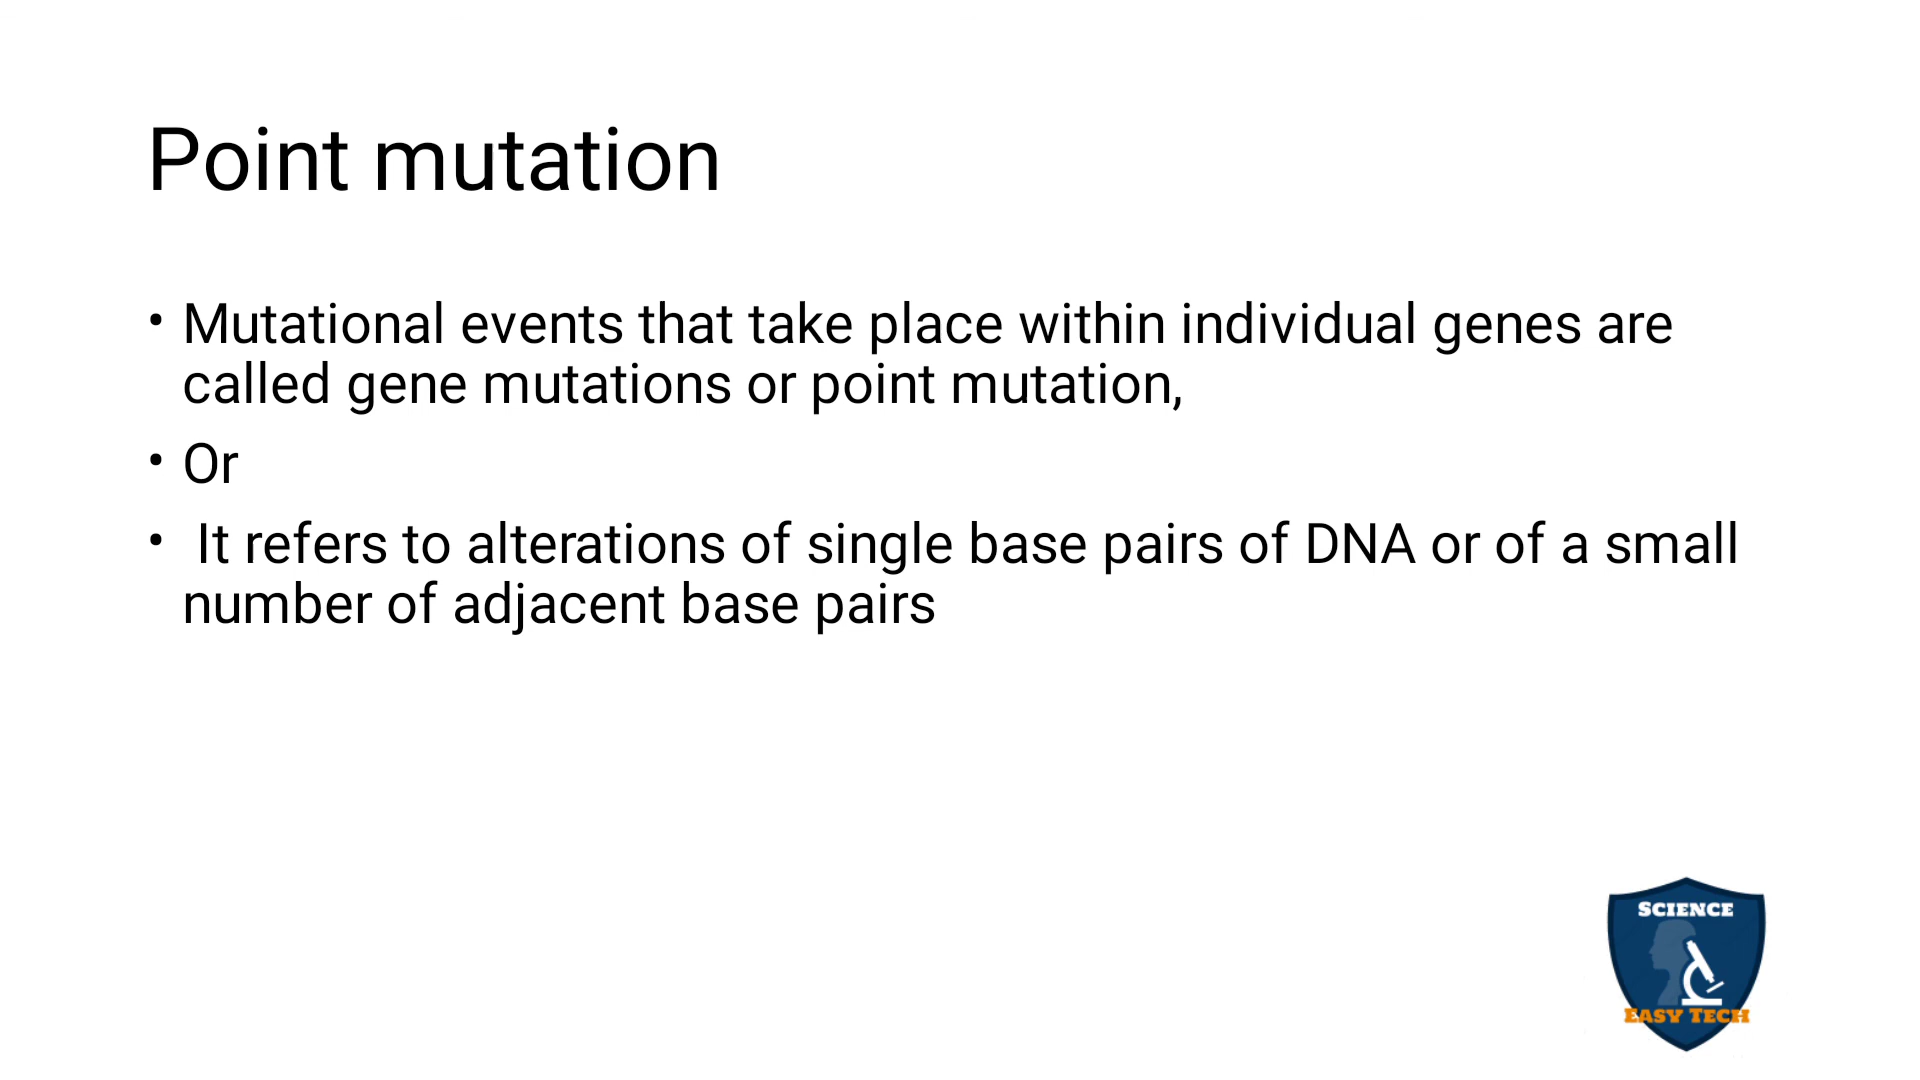 Point mutation
• Mutational events that take place within individual genes are
called gene mutations or point mutation,
• Or
• It refers to alterations of single base pairs of DNA or of a small
number of adjacent base pairs
SCIENCE
EASY TECH